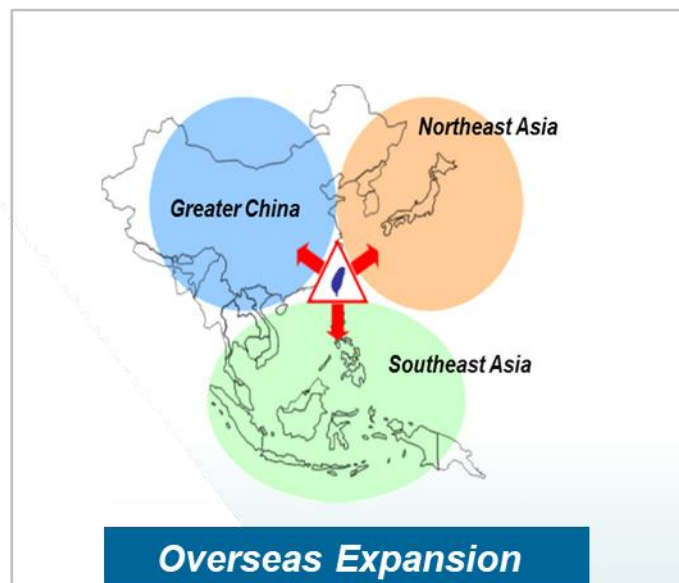 Northeast Asia
Greater China
Southeast Asia
Overseas Expansion